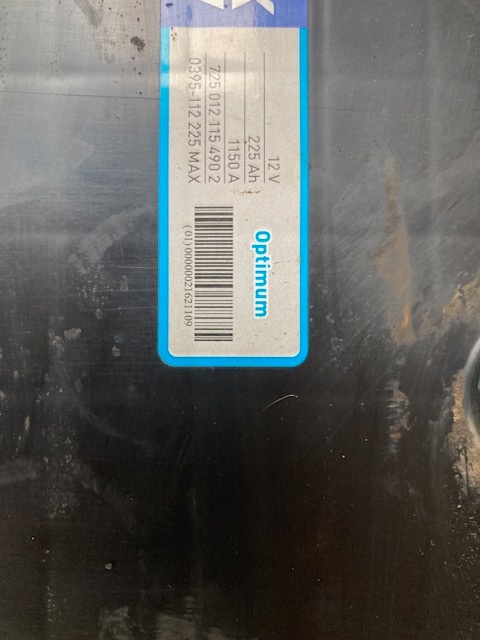 12 V
225 Ah
1150 A
725 012 115 490 2
0395-112 225 MAX
Optimum
(01)00000021621109